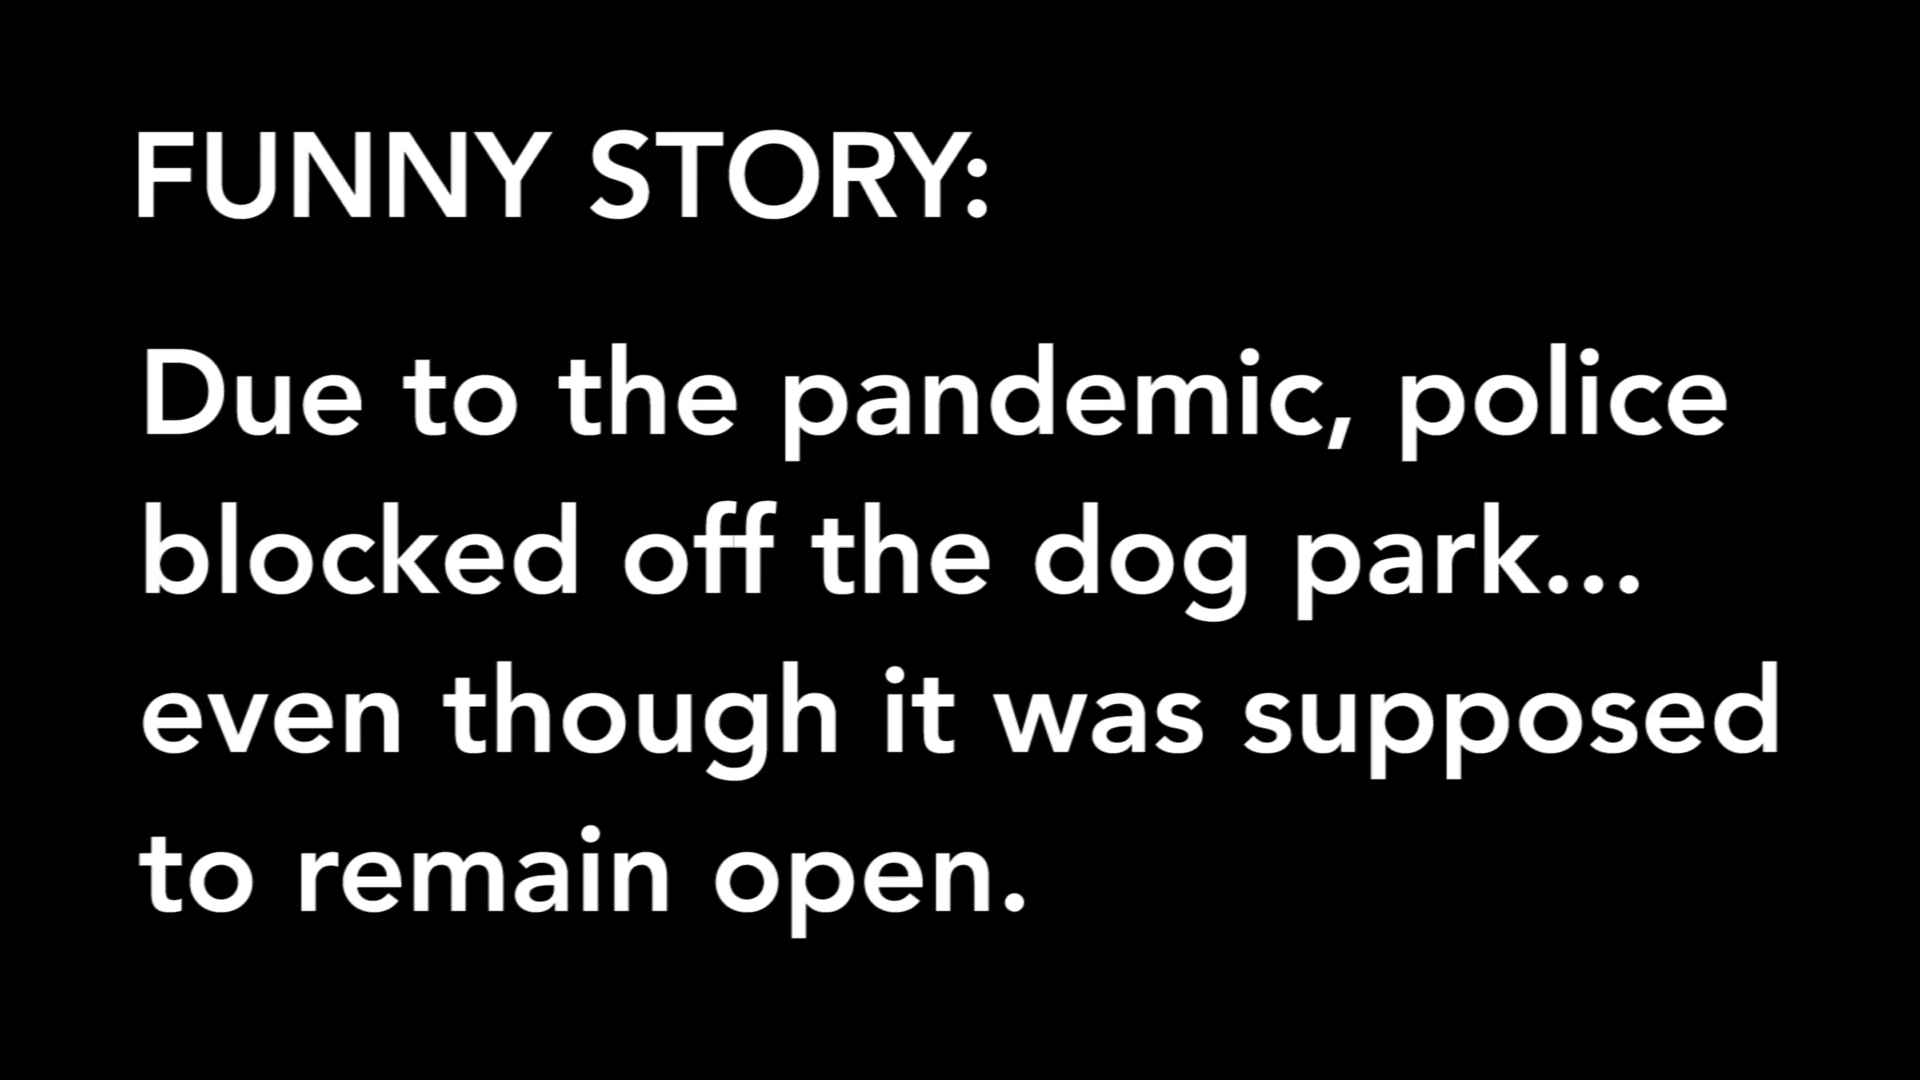 FUNNY STORY:
Due to the pandemic, police
blocked off the dog park...
even though it was supposed
to remain open.